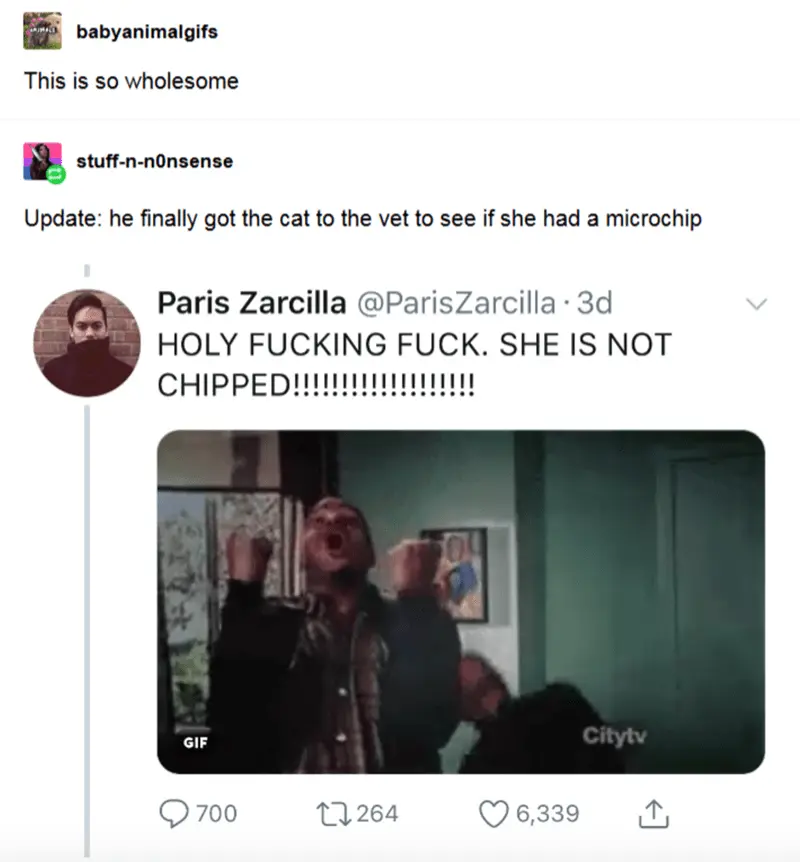 babyanimalgifs
This is so wholesome
stuff-n-n0nsense
Update: he finally got the cat to the vet to see if she had a microchip
Paris Zarcilla @ParisZarcilla · 3d
HOLY FUCKING FUCK. SHE IS NOT
CHIPPED!!!!!!!!!!!!!!!!!!!
GIF
Citytv
700 264 6,339